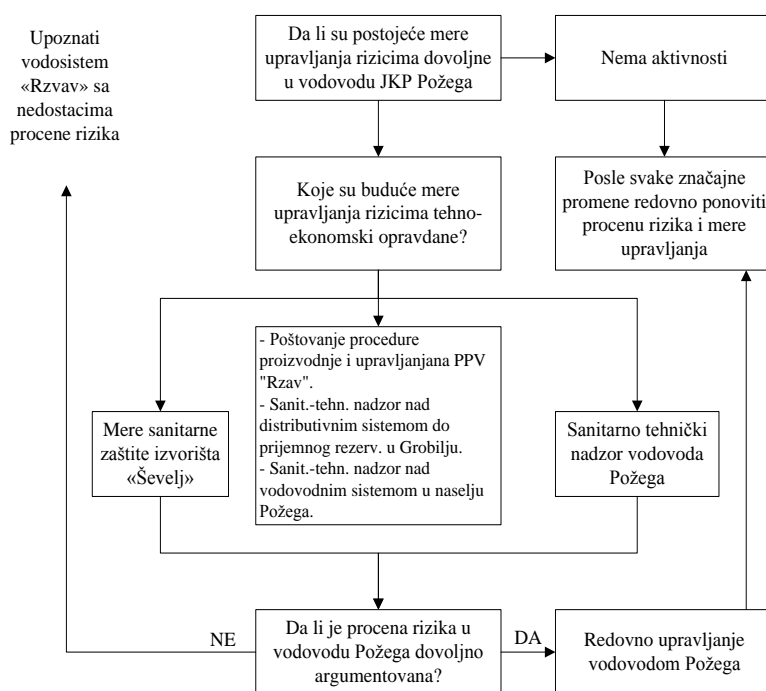 Upoznati
vodosistem
«Rzvav» sa
nedostacima
procene rizika
Da li su postojeće mere
upravljanja rizicima dovoljne
u vodovodu JKP Požega
Nema aktivnosti
Koje su buduće mere
upravljanja rizicima tehno-
ekonomski opravdane?
Posle svake značajne
promene redovno ponoviti
procenu rizika i mere
upravljanja
Mere sanitarne
zaštite izvorišta
«Ševelj»
- Poštovanje procedure
proizvodnje i upravljanjana PPV
"Rzav".
- Sanit.-tehn. nadzor nad
distributivnim sistemom do
prijemnog rezerv. u Grobilju.
- Sanit.-tehn. nadzor nad
vodovodnim sistemom u naselju
Požega.
Sanitarno tehnički
nadzor vodovoda
Požega
NE
Da li je procena rizika u
vodovodu Požega dovoljno
argumentovana?
DA
Redovno upravljanje
vodovodom Požega